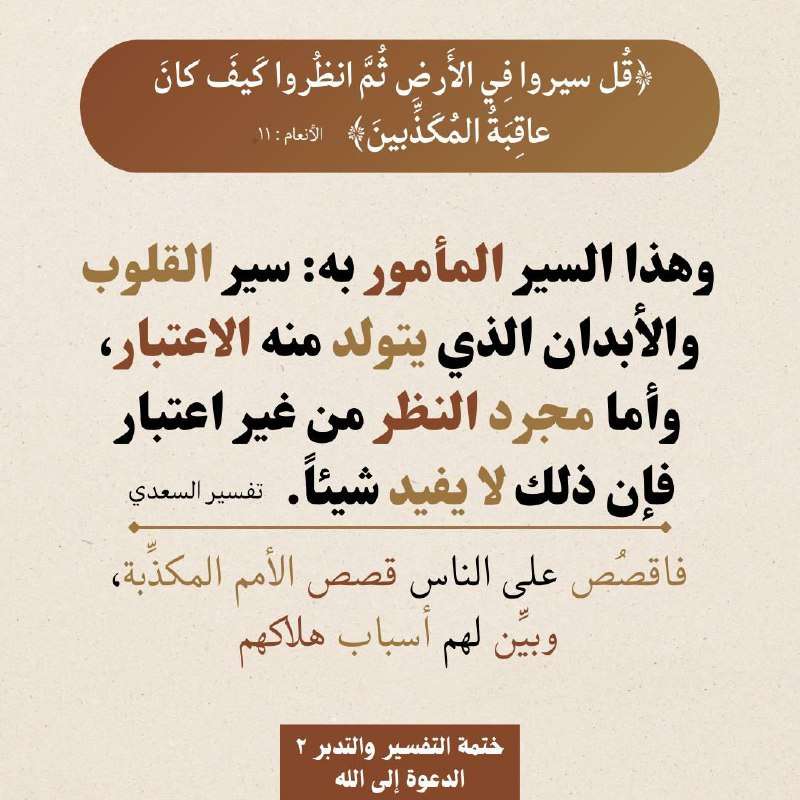 ﴿قُل سيروا فِي الأَرضِ ثُمَّ انظُروا كَيفَ كانَ
عاقِبَةُ المُكَذِّبينَ﴾ الأنعام : ١١
وهذا السير المأمور به: سير القلوب
والأبدان الذي يتولد منه الاعتبار،
وأما مجرد النظر من غير اعتبار
فإن ذلك لا يفيد شيئاً. تفسير السعدي
فاقصُص على الناس قصص الأمم المكذِّبة،
وبيِّن لهم أسباب هلاكهم
ختمة التفسير والتدبر ٢
الدعوة إلى الله